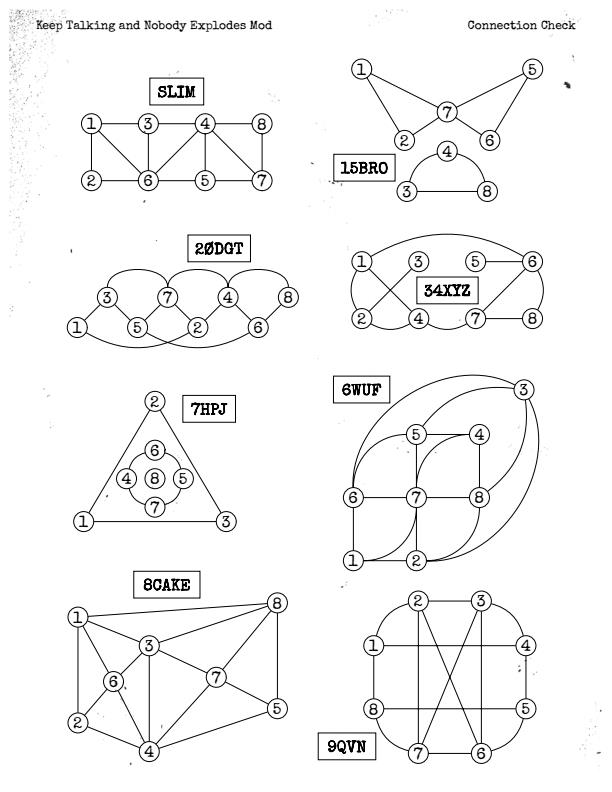 Keep Talking and Nobody Explodes Mod
Connection Check
SLIM
1 3 4 8
2 6 5 7
1 5
7
2 6
15BRO
4
3 8
2ØDGT
3 7 4 8
1 5 2 6
1 3 5 6
34XYZ
2 4 7 8
7HPJ
2
6
4 8 5
7
1 3
6WUF
3
5 4
6 7 8
1 2
8CAKE
8
1
3
6 7
2 5
4
2 3
1 4
8 5
7 6
9QVN